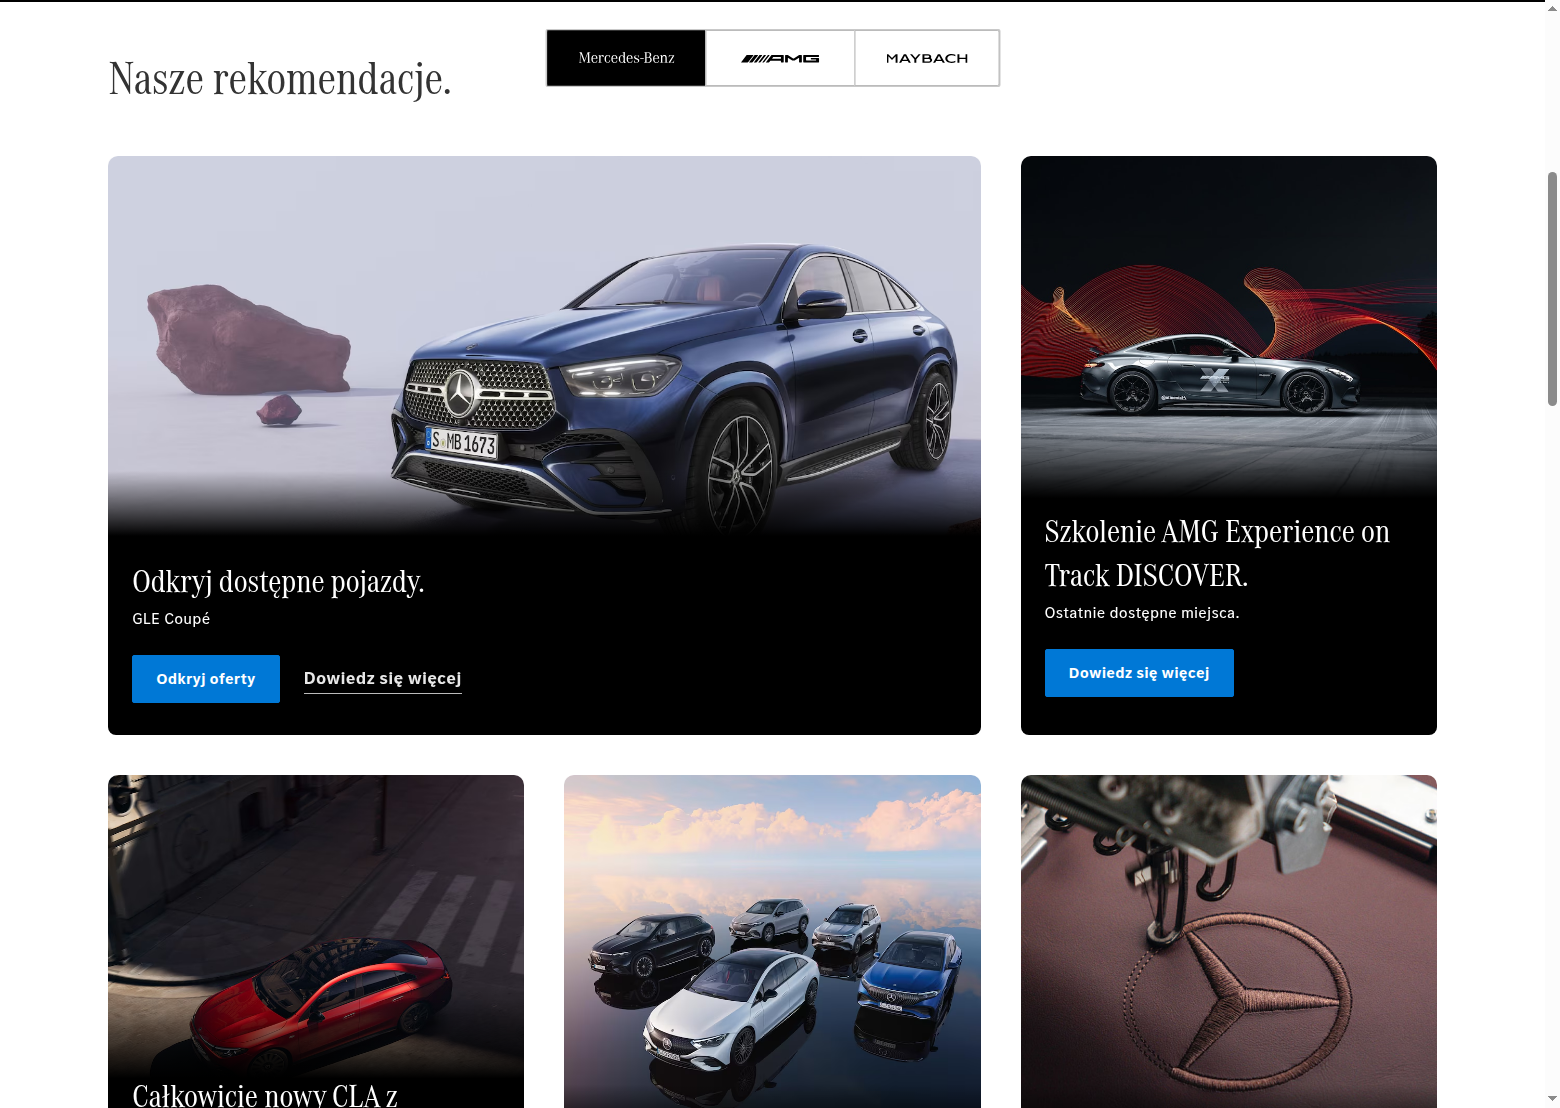 Nasze rekomendacje.
Mercedes-Benz
AMG
MAYBACH
S MB 1673
Odkryj dostępne pojazdy.
GLE Coupé
Odkryj oferty
Dowiedz się więcej
AMG
Szkolenie AMG Experience on
Track DISCOVER.
Ostatnie dostępne miejsca.
Dowiedz się więcej
Całkowicie nowy CLA z